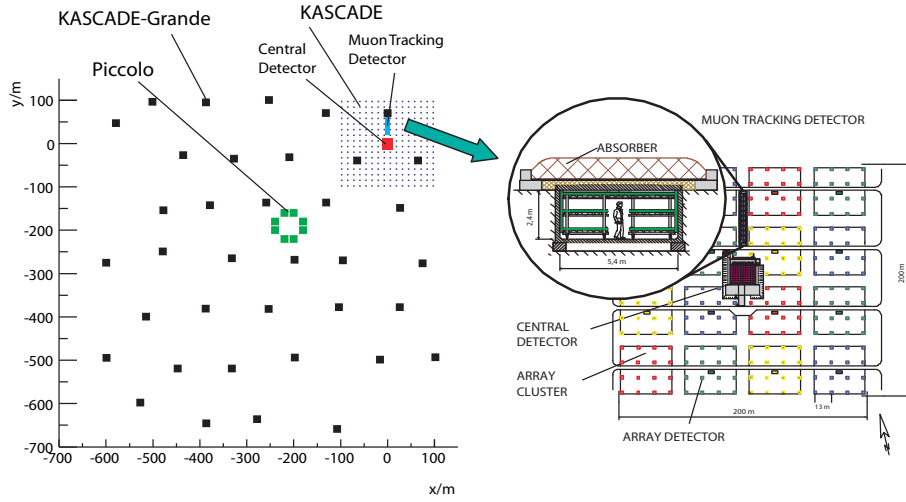 KASCADE-Grande
KASCADE
Central
Detector
Muon Tracking
Detector
Piccolo
y/m
100
0
-100
-200
-300
-400
-500
-600
-700
-700
-600
-500
-400
-300
-200
-100
0
100
x/m
MUON TRACKING DETECTOR
ABSORBER
2,4 m
5,4 m
200 m
CENTRAL
DETECTOR
ARRAY
CLUSTER
13 m
200 m
ARRAY DETECTOR
N